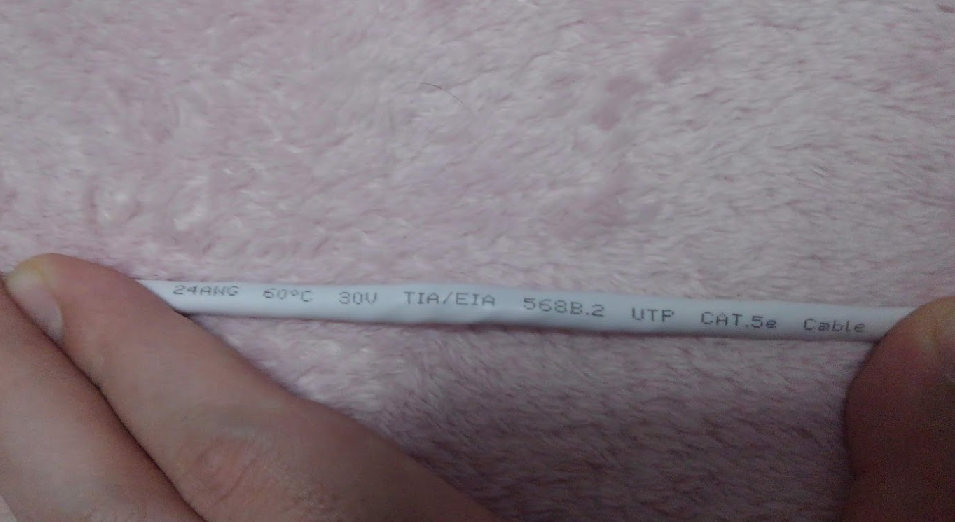 24AWG 60°C 30V TIA/EIA 568B.2 UTP CAT.5e Cable